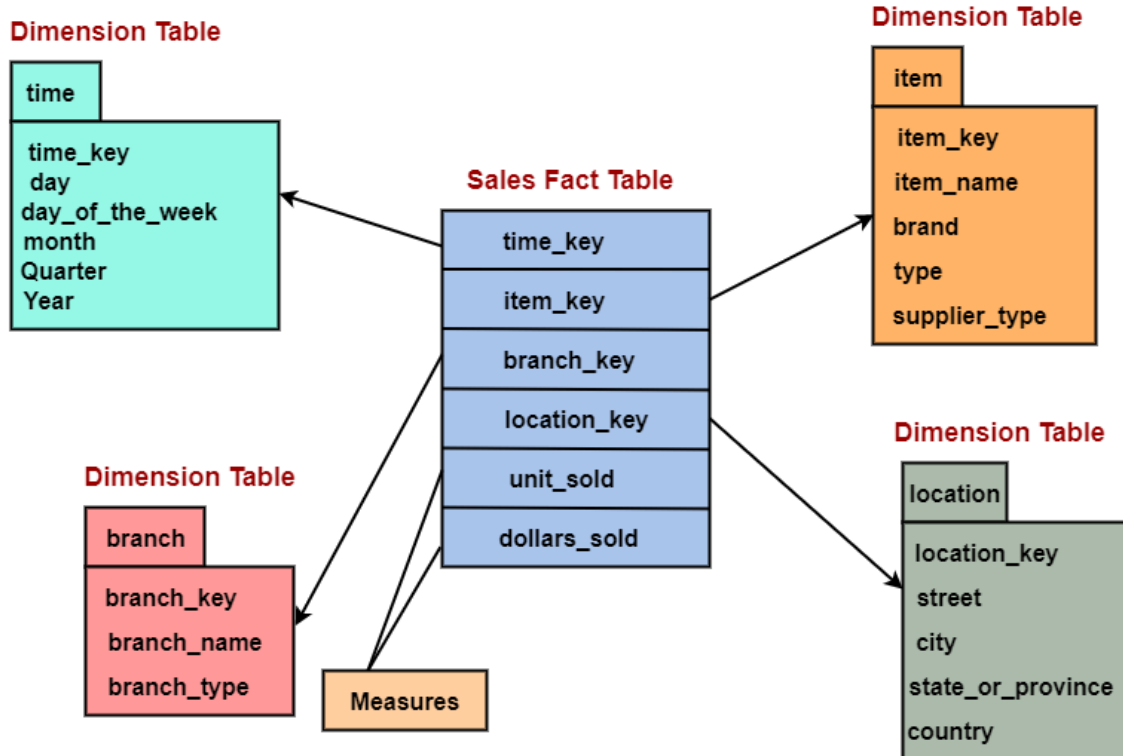 Dimension Table
time
time_key
day
day_of_the_week
month
Quarter
Year
Sales Fact Table
time_key
item_key
branch_key
location_key
unit_sold
dollars_sold
Dimension Table
item
item_key
item_name
brand
type
supplier_type
Dimension Table
branch
branch_key
branch_name
branch_type
Measures
Dimension Table
location
location_key
street
city
state_or_province
country